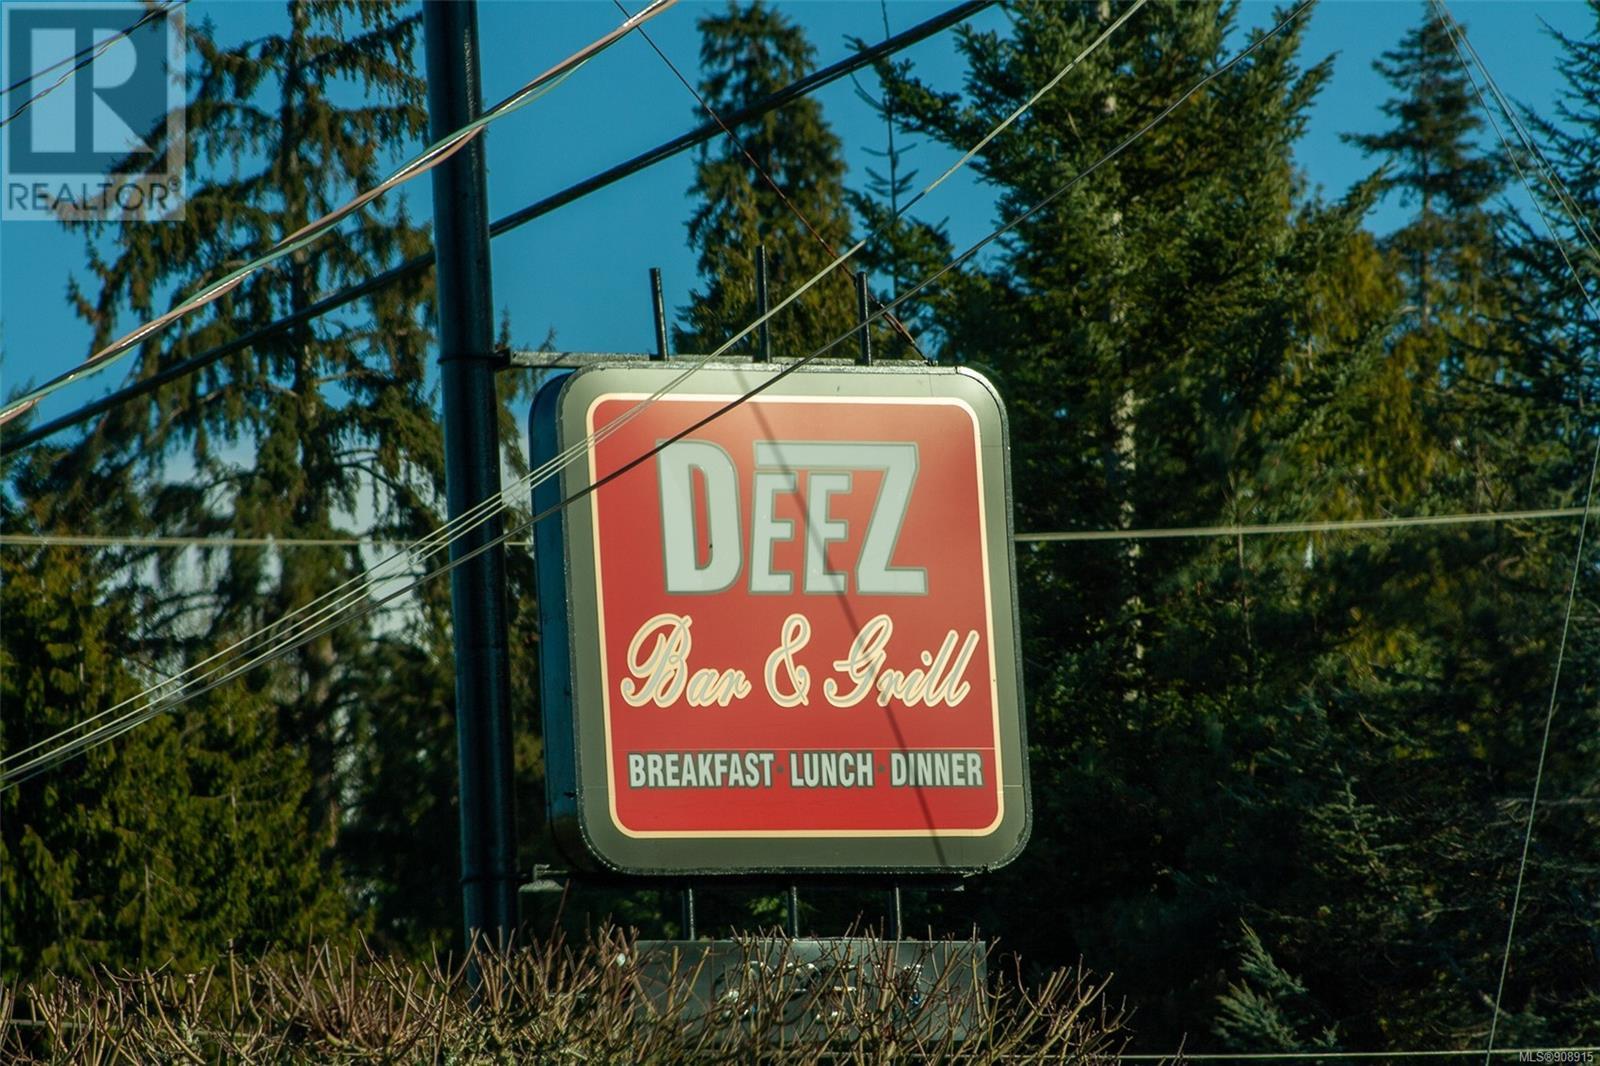 R
REALTOR®
DEEZ
Bar & Grill
BREAKFAST · LUNCH · DINNER
MLS®908915